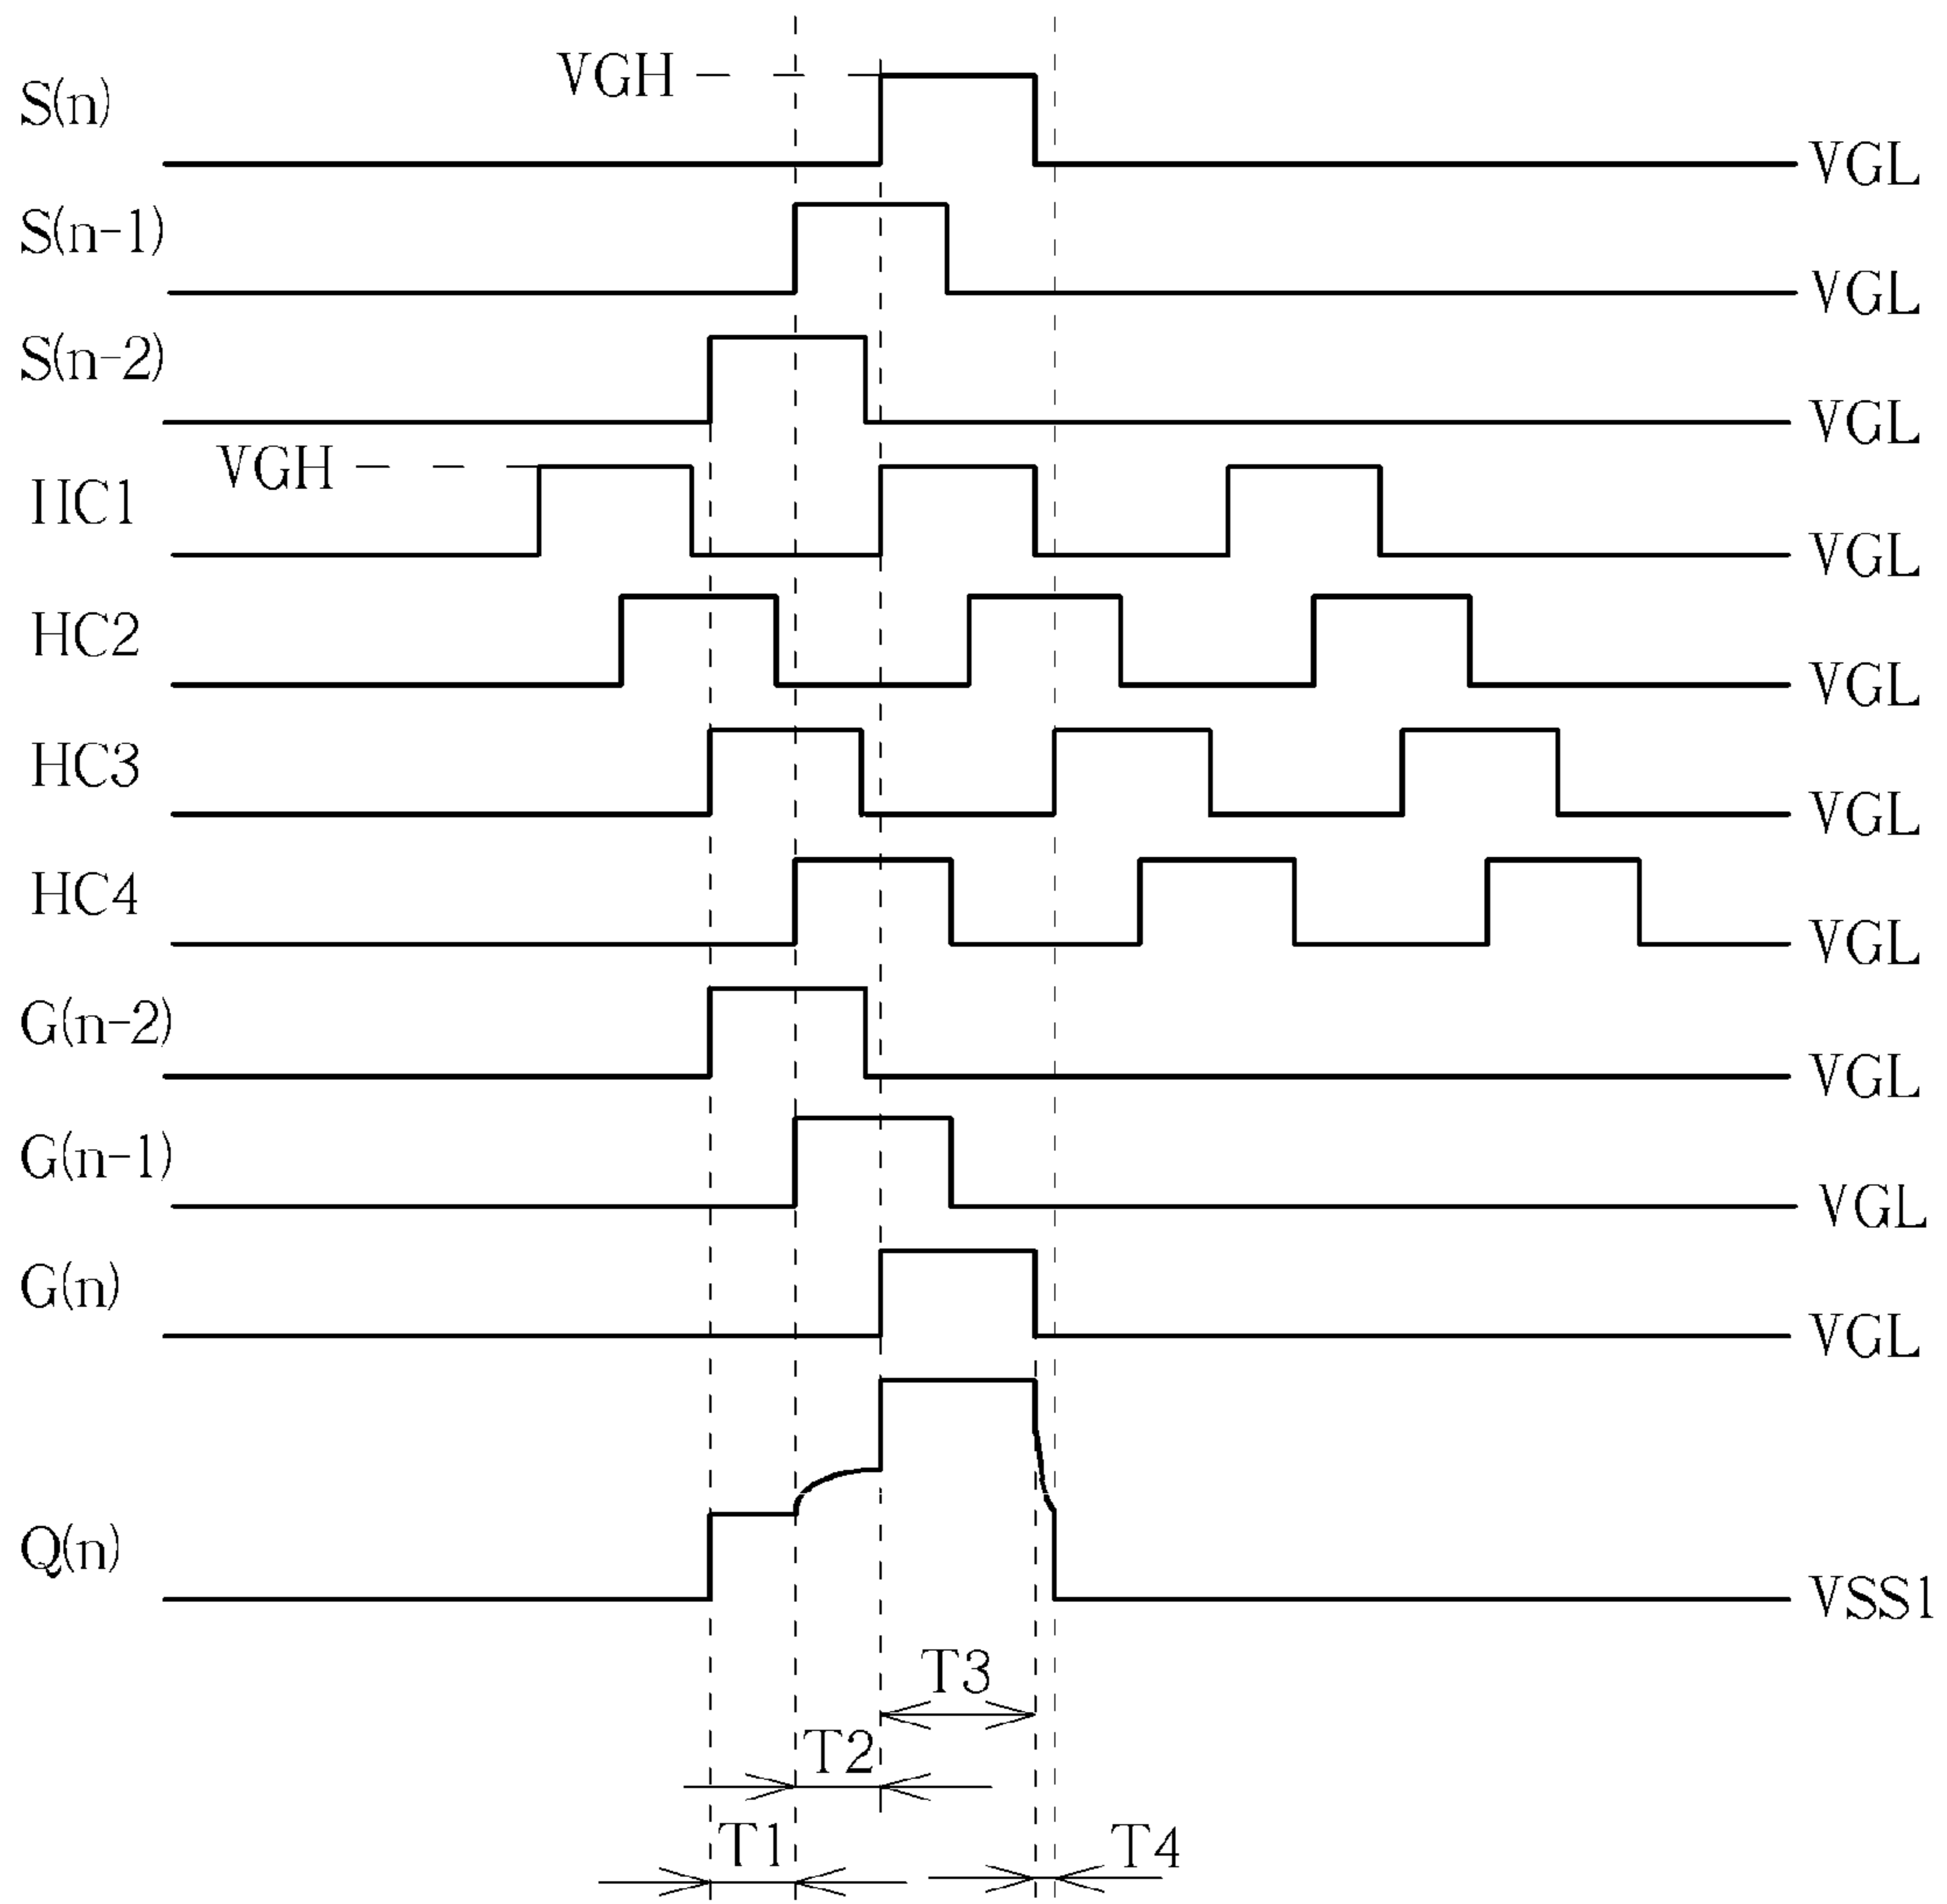 VGH
S(n)
VGL
S(n-1)
VGL
S(n-2)
VGL
VGH
HC1
VGL
HC2
VGL
HC3
VGL
HC4
VGL
G(n-2)
VGL
G(n-1)
VGL
G(n)
VGL
Q(n)
VSS1
T3
T2
T1
T4